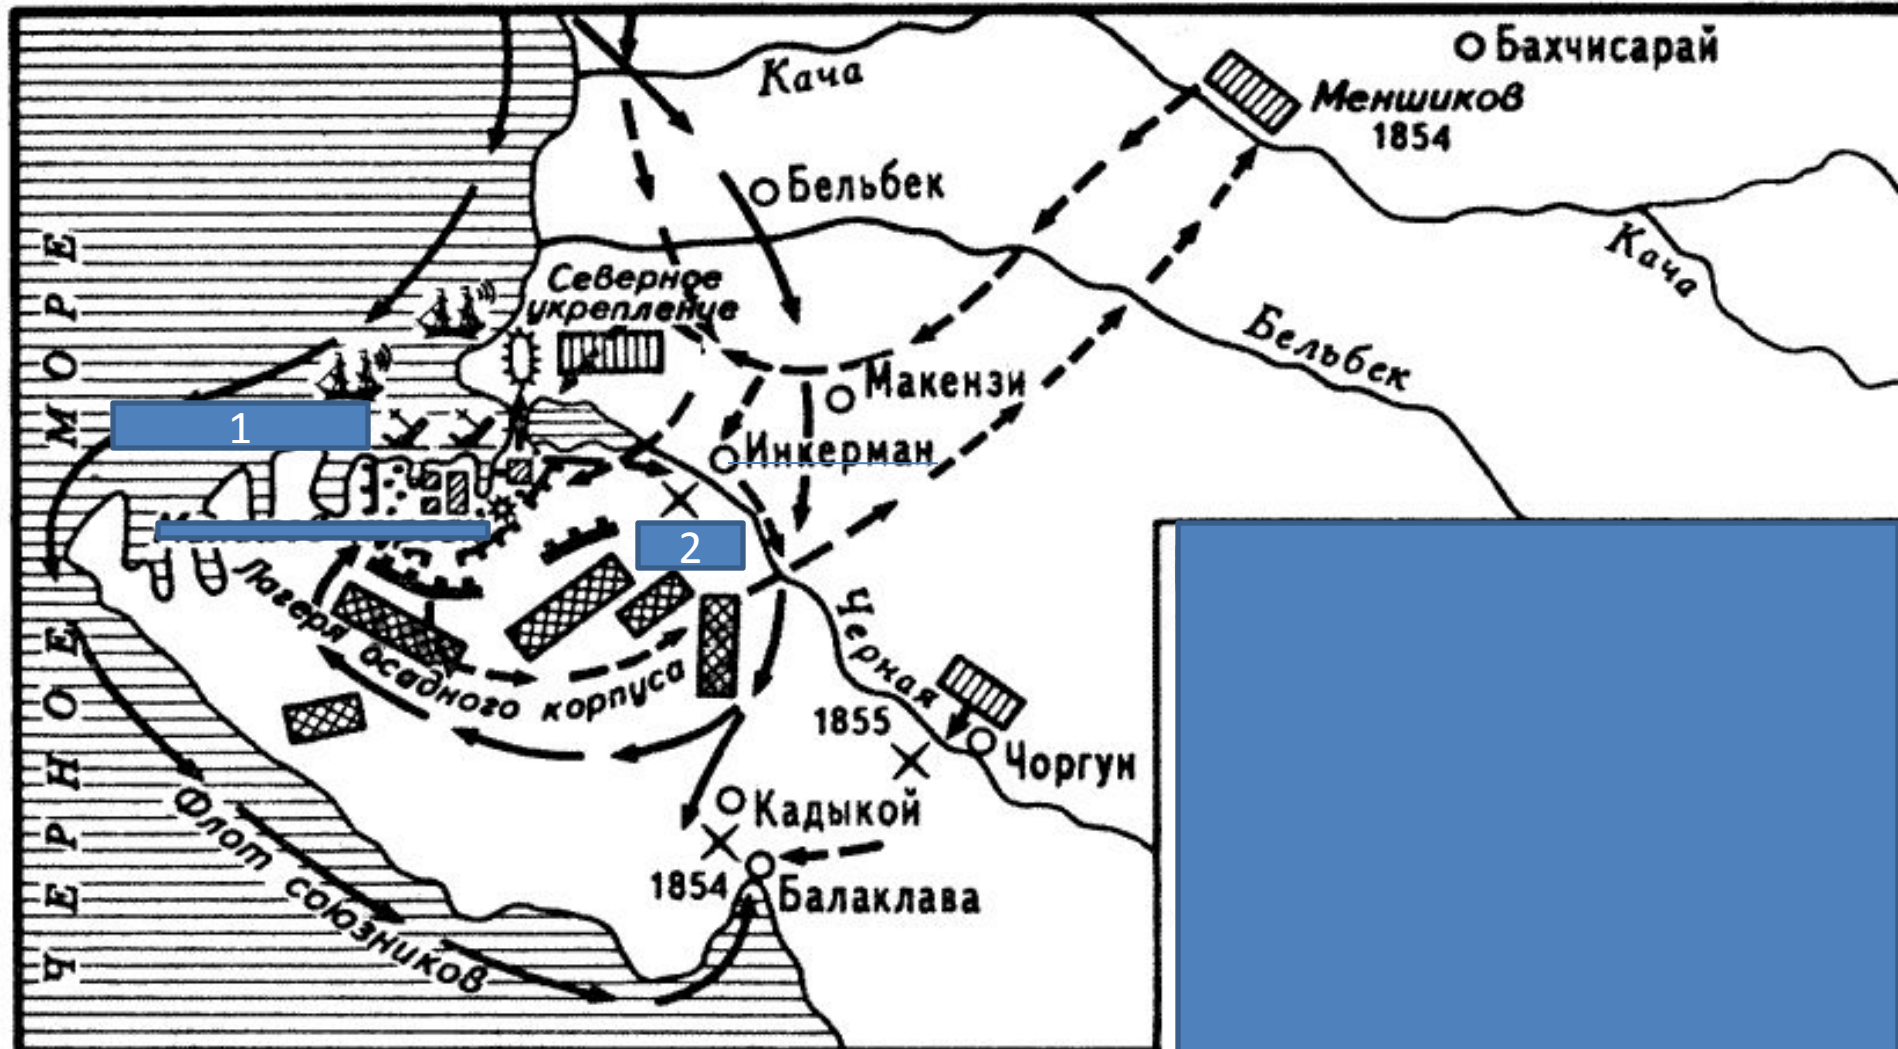 Бахчисарай
Кача
Меншиков
1854
Бельбек
Кача
Северное
укрепление
Бельбек
Макензи
1
Инкерман
2
Лагеря осадного корпуса
Черная
1855
Чоргун
Кадыкой
1854
Балаклава
Флот союзников
ЧЕРНОЕ МОРЕ